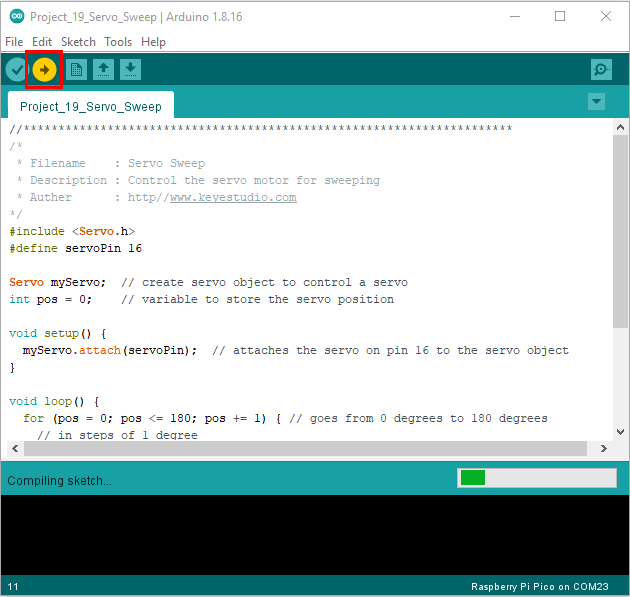 Project_19_Servo_Sweep | Arduino 1.8.16
File Edit Sketch Tools Help
Project_19_Servo_Sweep
//**********************************************************************
/*
 * Filename    : Servo Sweep
 * Description : Control the servo motor for sweeping
 * Auther      : http//www.keyestudio.com
*/
#include <Servo.h>
#define servoPin 16
Servo myServo;  // create servo object to control a servo
int pos = 0;    // variable to store the servo position
void setup() {
  myServo.attach(servoPin);  // attaches the servo on pin 16 to the servo object
}
void loop() {
  for (pos = 0; pos <= 180; pos += 1) { // goes from 0 degrees to 180 degrees
    // in steps of 1 degree
Compiling sketch...
11 Raspberry Pi Pico on COM23